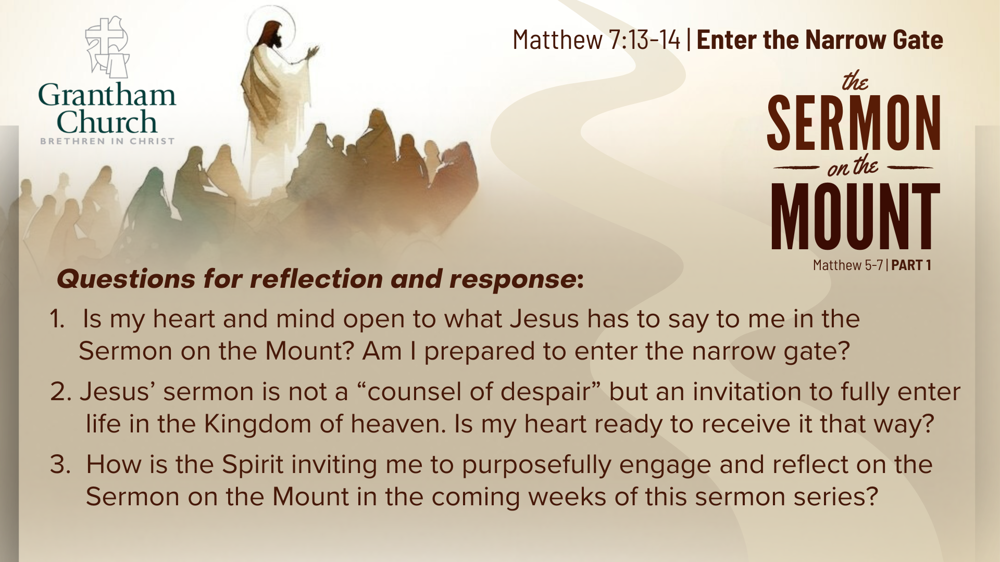 Grantham
Church
BRETHREN IN CHRIST
Matthew 7:13-14 | Enter the Narrow Gate
the
SERMON
on the
MOUNT
Matthew 5-7 | PART 1
Questions for reflection and response:
1. Is my heart and mind open to what Jesus has to say to me in the
Sermon on the Mount? Am I prepared to enter the narrow gate?
2. Jesus’ sermon is not a “counsel of despair” but an invitation to fully enter
life in the Kingdom of heaven. Is my heart ready to receive it that way?
3. How is the Spirit inviting me to purposefully engage and reflect on the
Sermon on the Mount in the coming weeks of this sermon series?